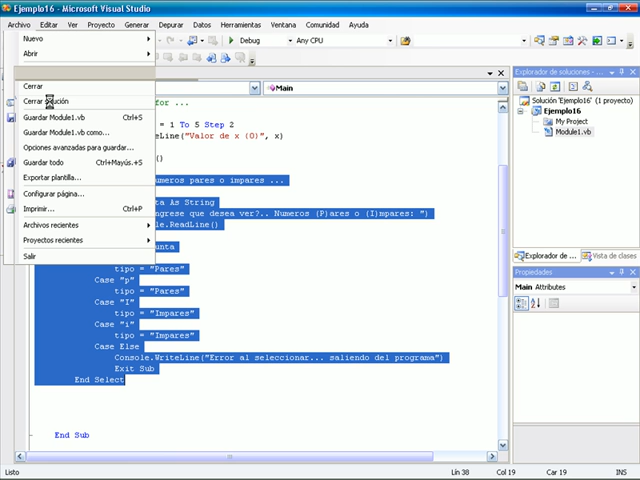 Ejemplo16 - Microsoft Visual Studio
Archivo Editar Ver Proyecto Generar Depurar Datos Herramientas Ventana Comunidad Ayuda
Debug Any CPU
Nuevo
Abrir
Cerrar
Cerrar solución
Guardar Module1.vb Ctrl+S
Guardar Module1.vb como...
Opciones avanzadas para guardar...
Guardar todo Ctrl+Mayús.+S
Exportar plantilla...
Configurar página...
Imprimir... Ctrl+P
Archivos recientes
Proyectos recientes
Salir
Main
for ...
= 1 To 5 Step 2
Line("Valor de x (0)", x)
()
numeros pares o impares ...
ta As String
ngrese que desea ver?.. Numeros (P)ares o (I)mpares: ")
le.ReadLine()
unta
tipo = "Pares"
Case "p"
tipo = "Pares"
Case "I"
tipo = "Impares"
Case "i"
tipo = "Impares"
Case Else
Console.WriteLine("Error al seleccionar... saliendo del programa")
Exit Sub
End Select
End Sub
Explorador de soluciones -
Solución 'Ejemplo16' (1 proyecto)
Ejemplo16
My Project
Module1.vb
Explorador de ... Vista de clases
Propiedades
Main Attributes
Listo Lín 38 Col 19 Car 19 INS